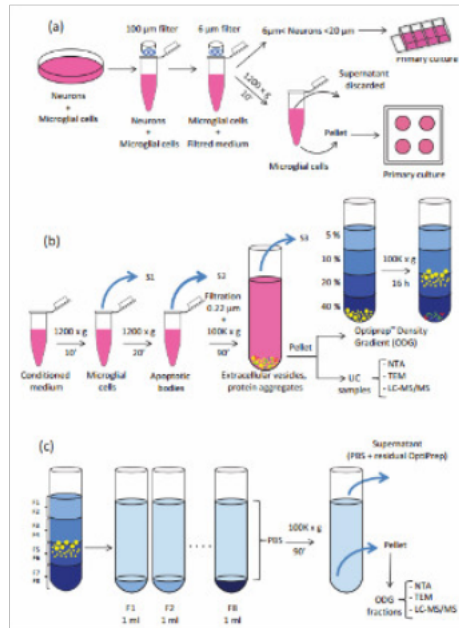 (a)
100 µm filter
6 µm filter
6µm< Neurons <20 µm
Primary culture
Neurons
+
Microglial cells
Neurons
+
Microglial cells
Microglial cells
+
Filtred medium
1200 x g
10'
Supernatant
discarded
Pellet
Microglial cells
Primary culture
(b)
S1
S2
Filtration
0.22 µm
+
100K x g
90'
S3
5 %
10 %
20 %
40 %
100K x g
16 h
1200 x g
10'
1200 x g
20'
Conditioned
medium
Microglial
cells
Apoptotic
bodies
Extracellular vesicles,
protein aggregates
Pellet
Optiprep™ Density
Gradient (ODG)
UC
samples
- NTA
- TEM
- LC-MS/MS
(c)
Supernatant
(PBS + residual OptiPrep)
F1
F2
F3
F4
F5
F6
F7
F8
PBS
100K x g
90'
Pellet
ODG
fractions
- NTA
- TEM
- LC-MS/MS
F1
1 ml
F2
1 ml
F8
1 ml